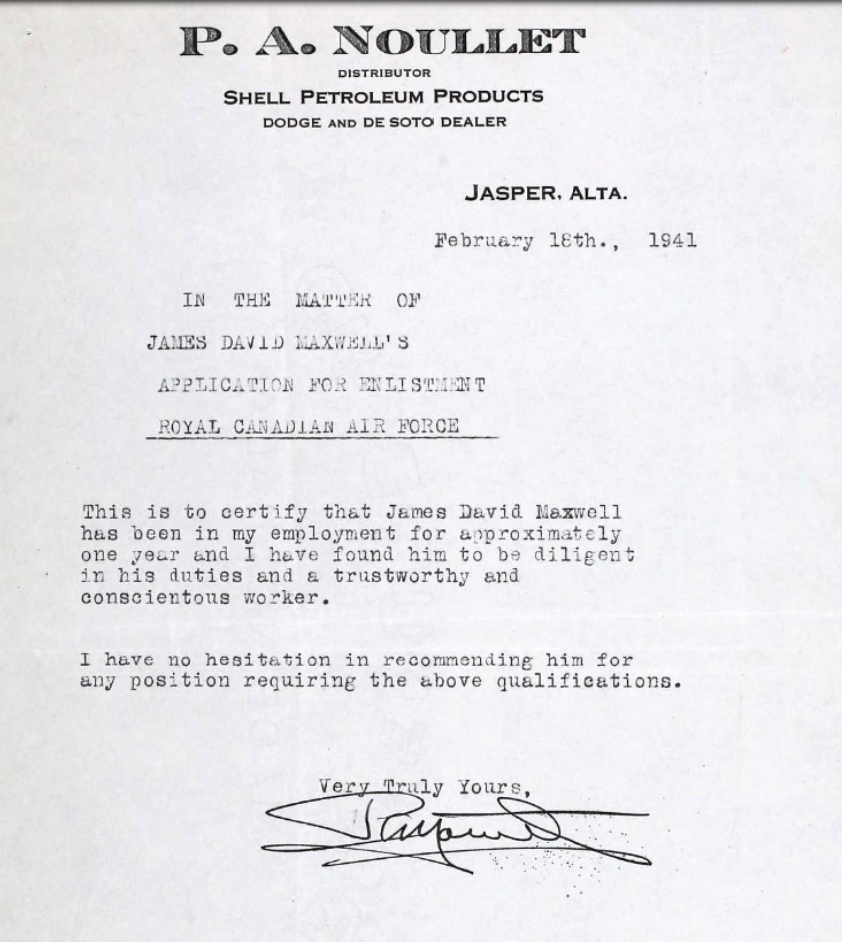 P. A. NOULLET
DISTRIBUTOR
SHELL PETROLEUM PRODUCTS
DODGE AND DE SOTO DEALER
JASPER, ALTA.
February 18th., 1941
IN THE MATTER OF
JAMES DAVID MAXWELL'S
APPLICATION FOR ENLISTMENT
ROYAL CANADIAN AIR FORCE
This is to certify that James David Maxwell
has been in my employment for approximately
one year and I have found him to be diligent
in his duties and a trustworthy and
conscientous worker.
I have no hesitation in recommending him for
any position requiring the above qualifications.
Very Truly Yours,